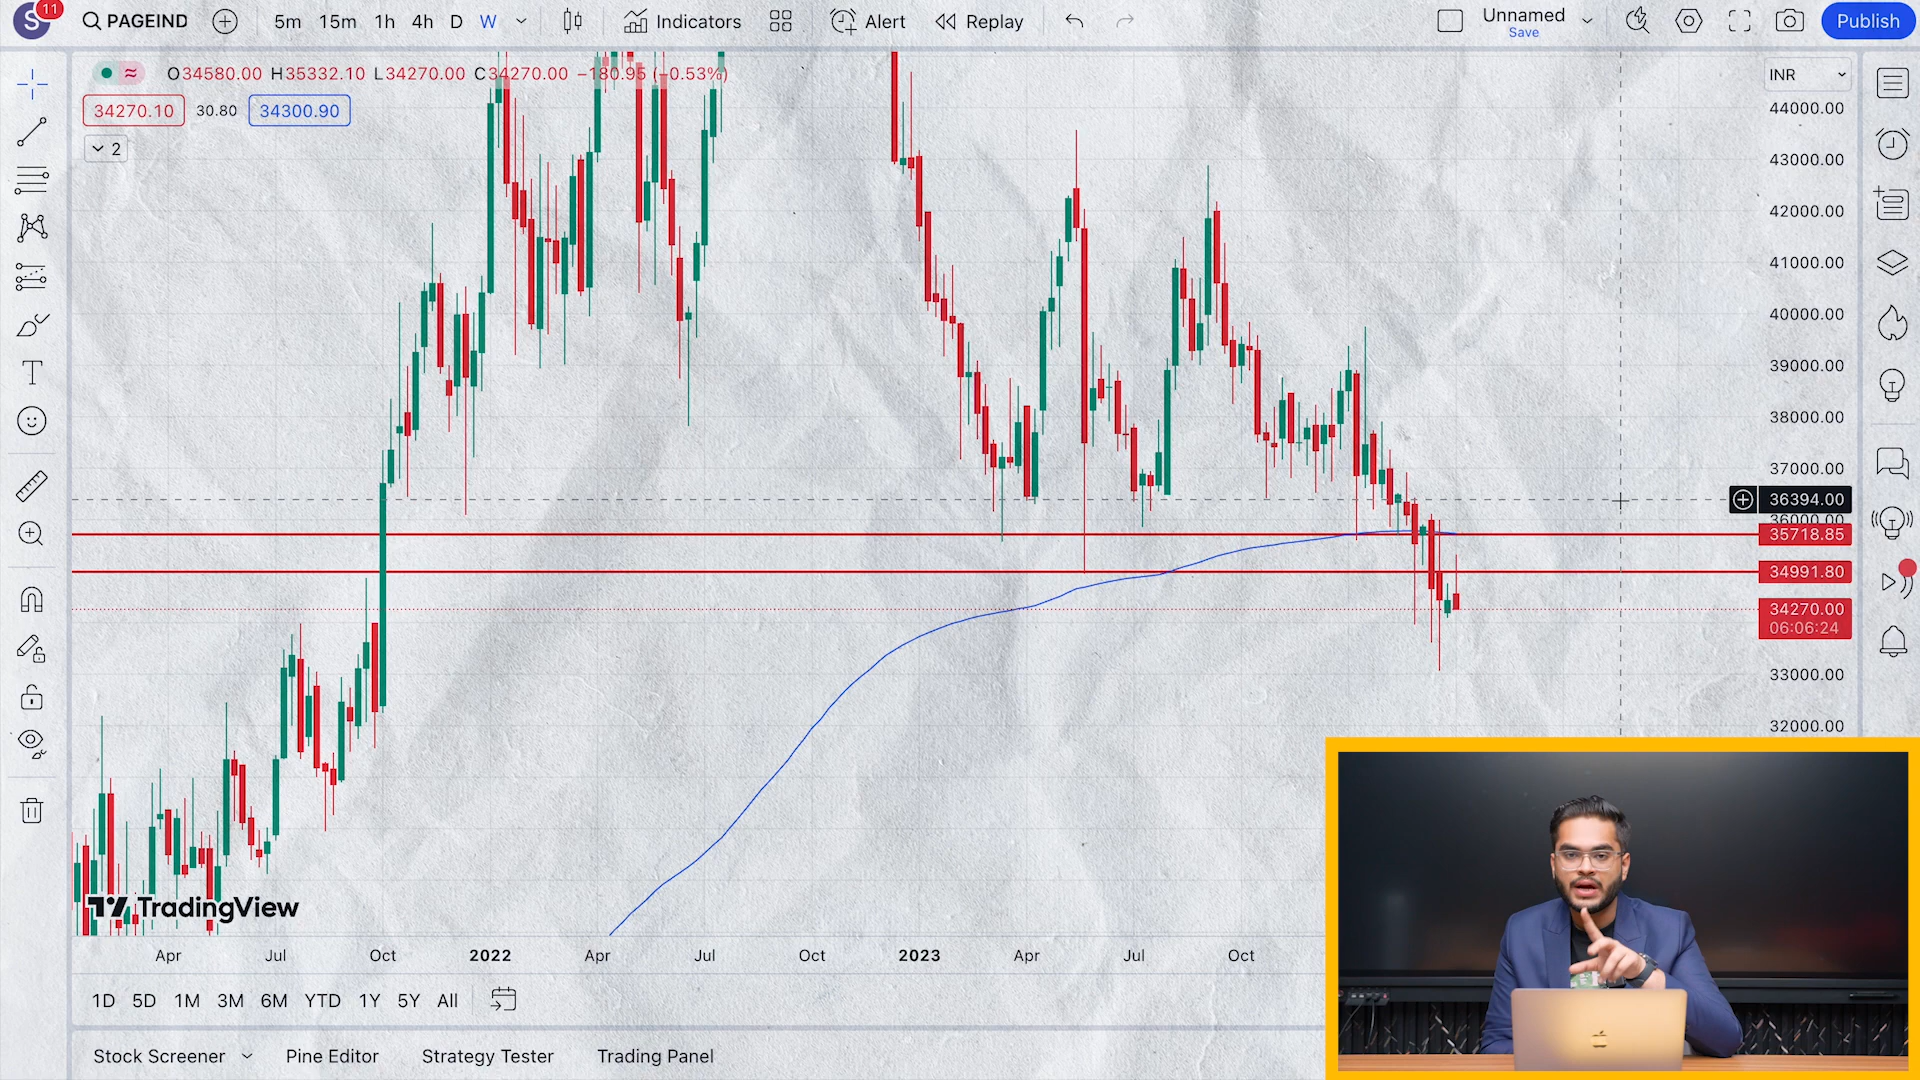 S 11 PAGEIND 5m 15m 1h 4h D W Indicators Alert Replay Unnamed Save Publish
O34580.00 H35332.10 L34270.00 C34270.00 −180.95 (−0.53%)
34270.10 30.80 34300.90
2
INR
44000.00
43000.00
42000.00
41000.00
40000.00
39000.00
38000.00
37000.00
36394.00
36000.00
35718.85
34991.80
34270.00
06:06:24
33000.00
32000.00
TradingView
Apr Jul Oct 2022 Apr Jul Oct 2023 Apr Jul Oct
1D 5D 1M 3M 6M YTD 1Y 5Y All
Stock Screener Pine Editor Strategy Tester Trading Panel